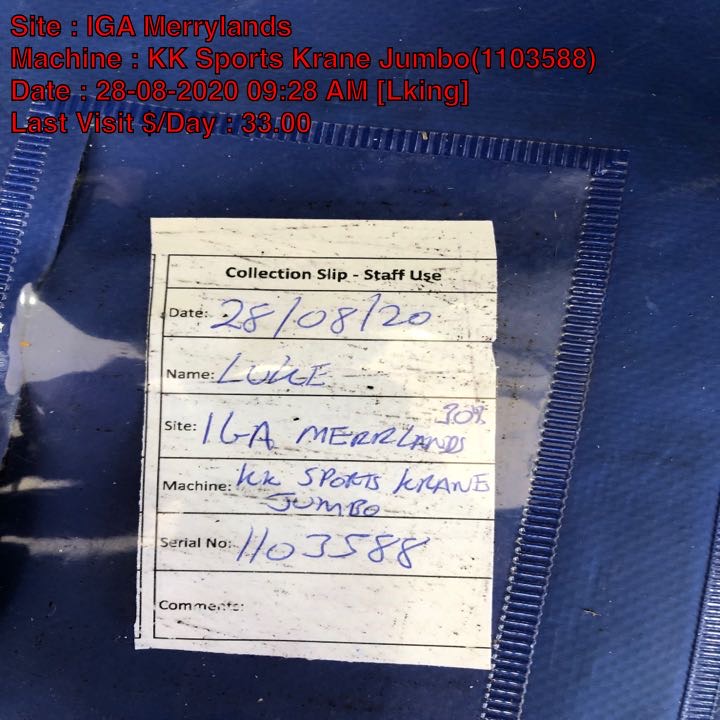 Site : IGA Merrylands
Machine : KK Sports Krane Jumbo(1103588)
Date : 28-08-2020 09:28 AM [Lking]
Last Visit $/Day : 33.00
Collection Slip - Staff Use
Date: 28/08/20
Name: LUKE
30%
Site: IGA MERRLANDS
Machine: KK SPORTS KRANE
JUMBO
Serial No: 1103588
Comments: